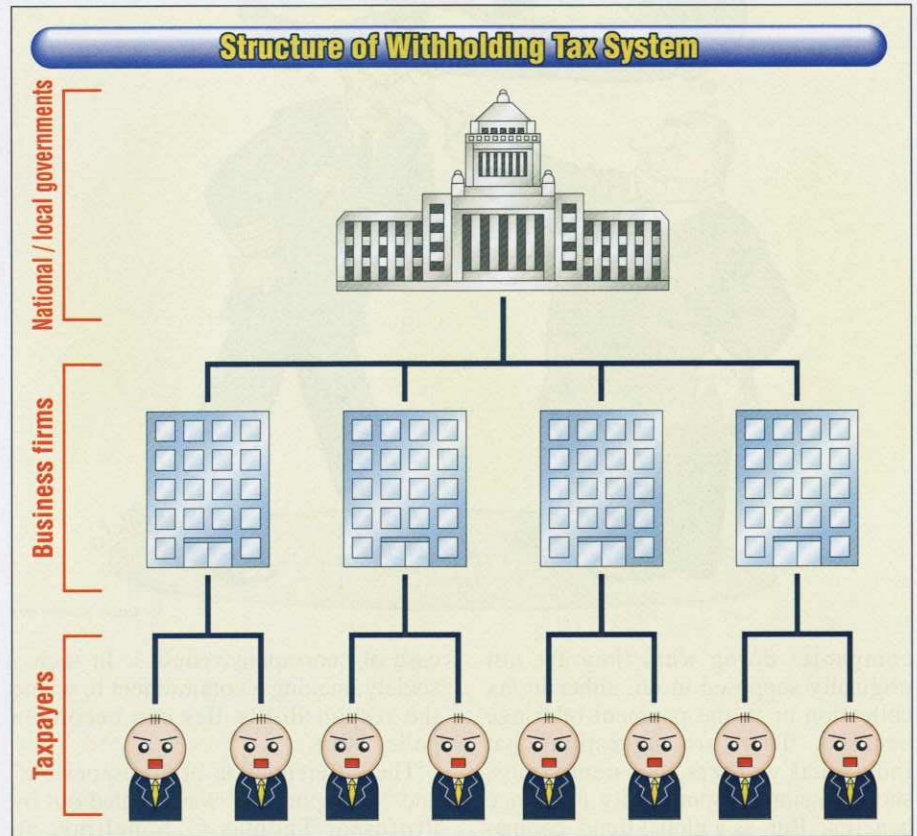 Structure of Withholding Tax System
National / local governments
Business firms
Taxpayers